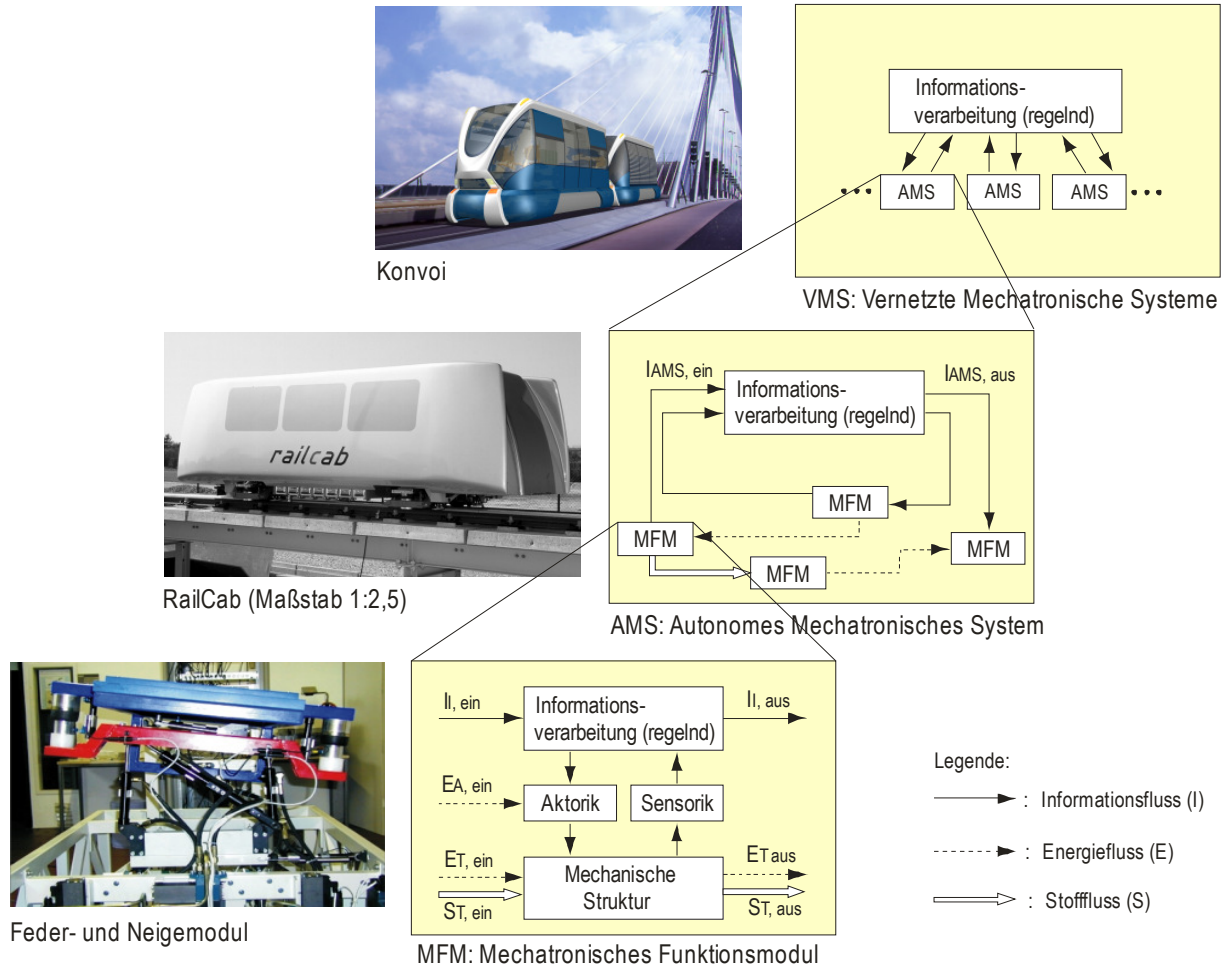 Informations-
verarbeitung (regelnd)
AMS
AMS
AMS
Konvoi
VMS: Vernetzte Mechatronische Systeme
railcab
RailCab (Maßstab 1:2,5)
IAMS, ein
Informations-
verarbeitung (regelnd)
IAMS, aus
MFM
MFM
MFM
MFM
AMS: Autonomes Mechatronisches System
II, ein
Informations-
verarbeitung (regelnd)
II, aus
EA, ein
Aktorik
Sensorik
ET, ein
Mechanische
Struktur
ET aus
ST, ein
ST, aus
Feder- und Neigemodul
MFM: Mechatronisches Funktionsmodul
Legende:
: Informationsfluss (I)
: Energiefluss (E)
: Stofffluss (S)